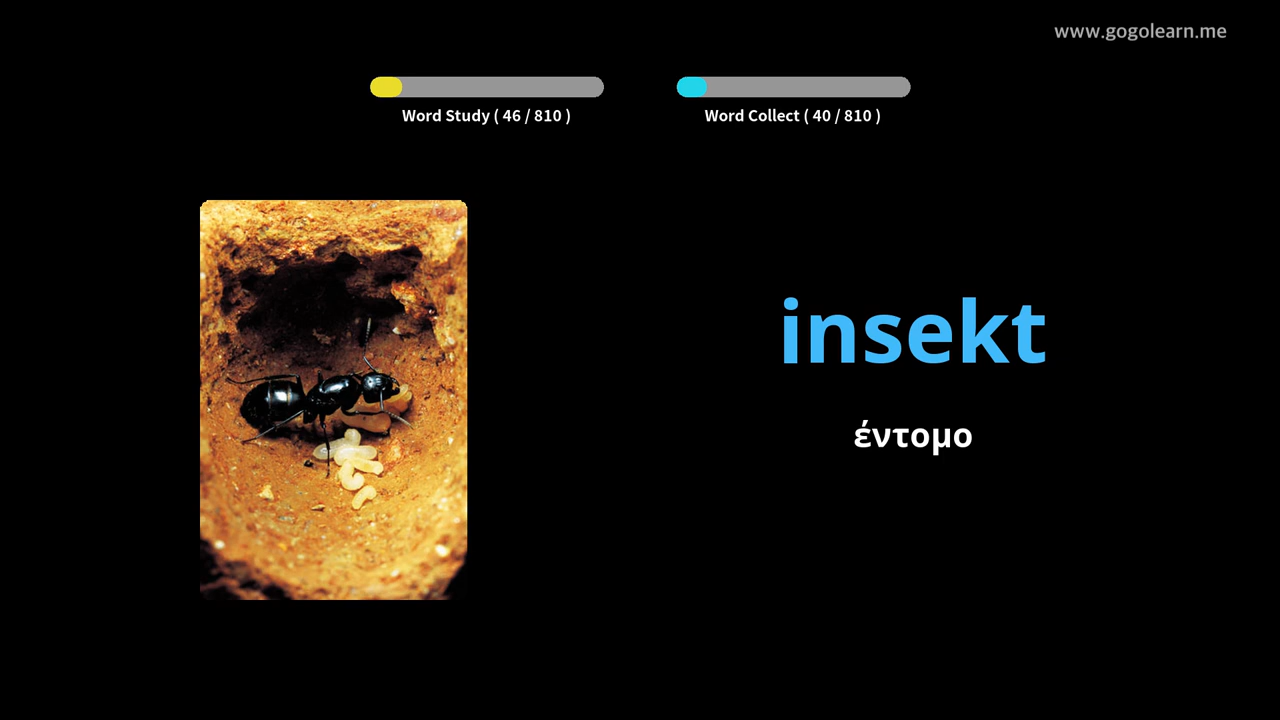 www.gogolearn.me
Word Study ( 46 / 810 )
Word Collect ( 40 / 810 )
insekt
έντομο